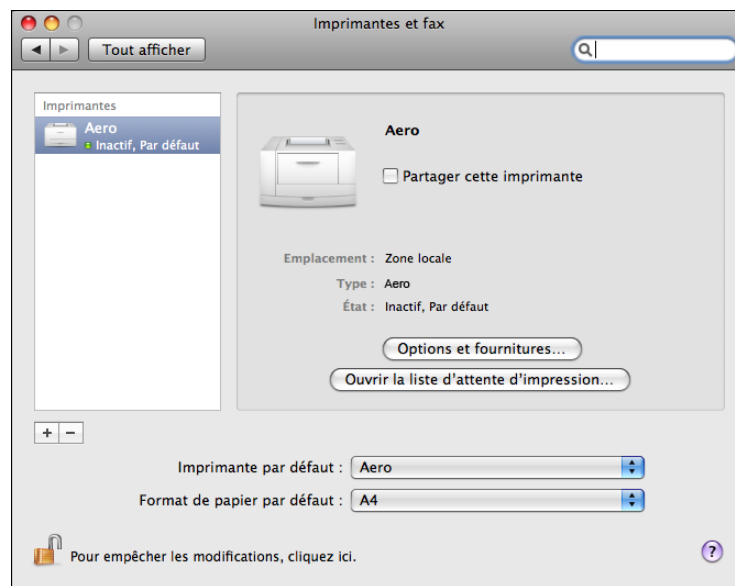 Imprimantes et fax
Tout afficher
Imprimantes
Aero
Inactif, Par défaut
Aero
Partager cette imprimante
Emplacement : Zone locale
Type : Aero
État : Inactif, Par défaut
Options et fournitures...
Ouvrir la liste d'attente d'impression...
+ −
Imprimante par défaut : Aero
Format de papier par défaut : A4
Pour empêcher les modifications, cliquez ici.
?